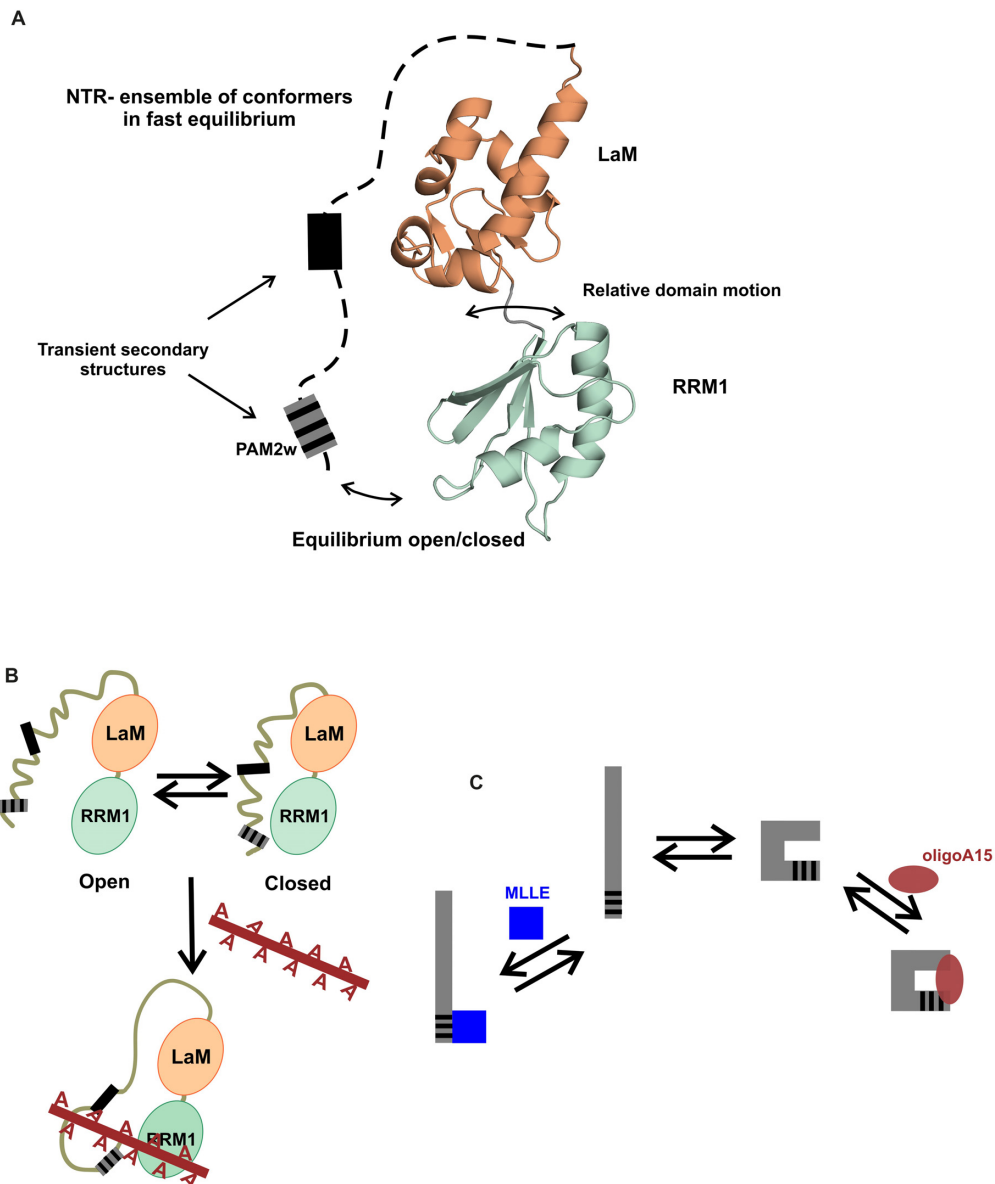 A
NTR- ensemble of conformers
in fast equilibrium
LaM
Relative domain motion
Transient secondary
structures
RRM1
PAM2w
Equilibrium open/closed
B
LaM
LaM
RRM1
RRM1
Open
Closed
A A A A A
A A A A A
LaM
A A A A A
RRM1
A A A A A
C
MLLE
oligoA15